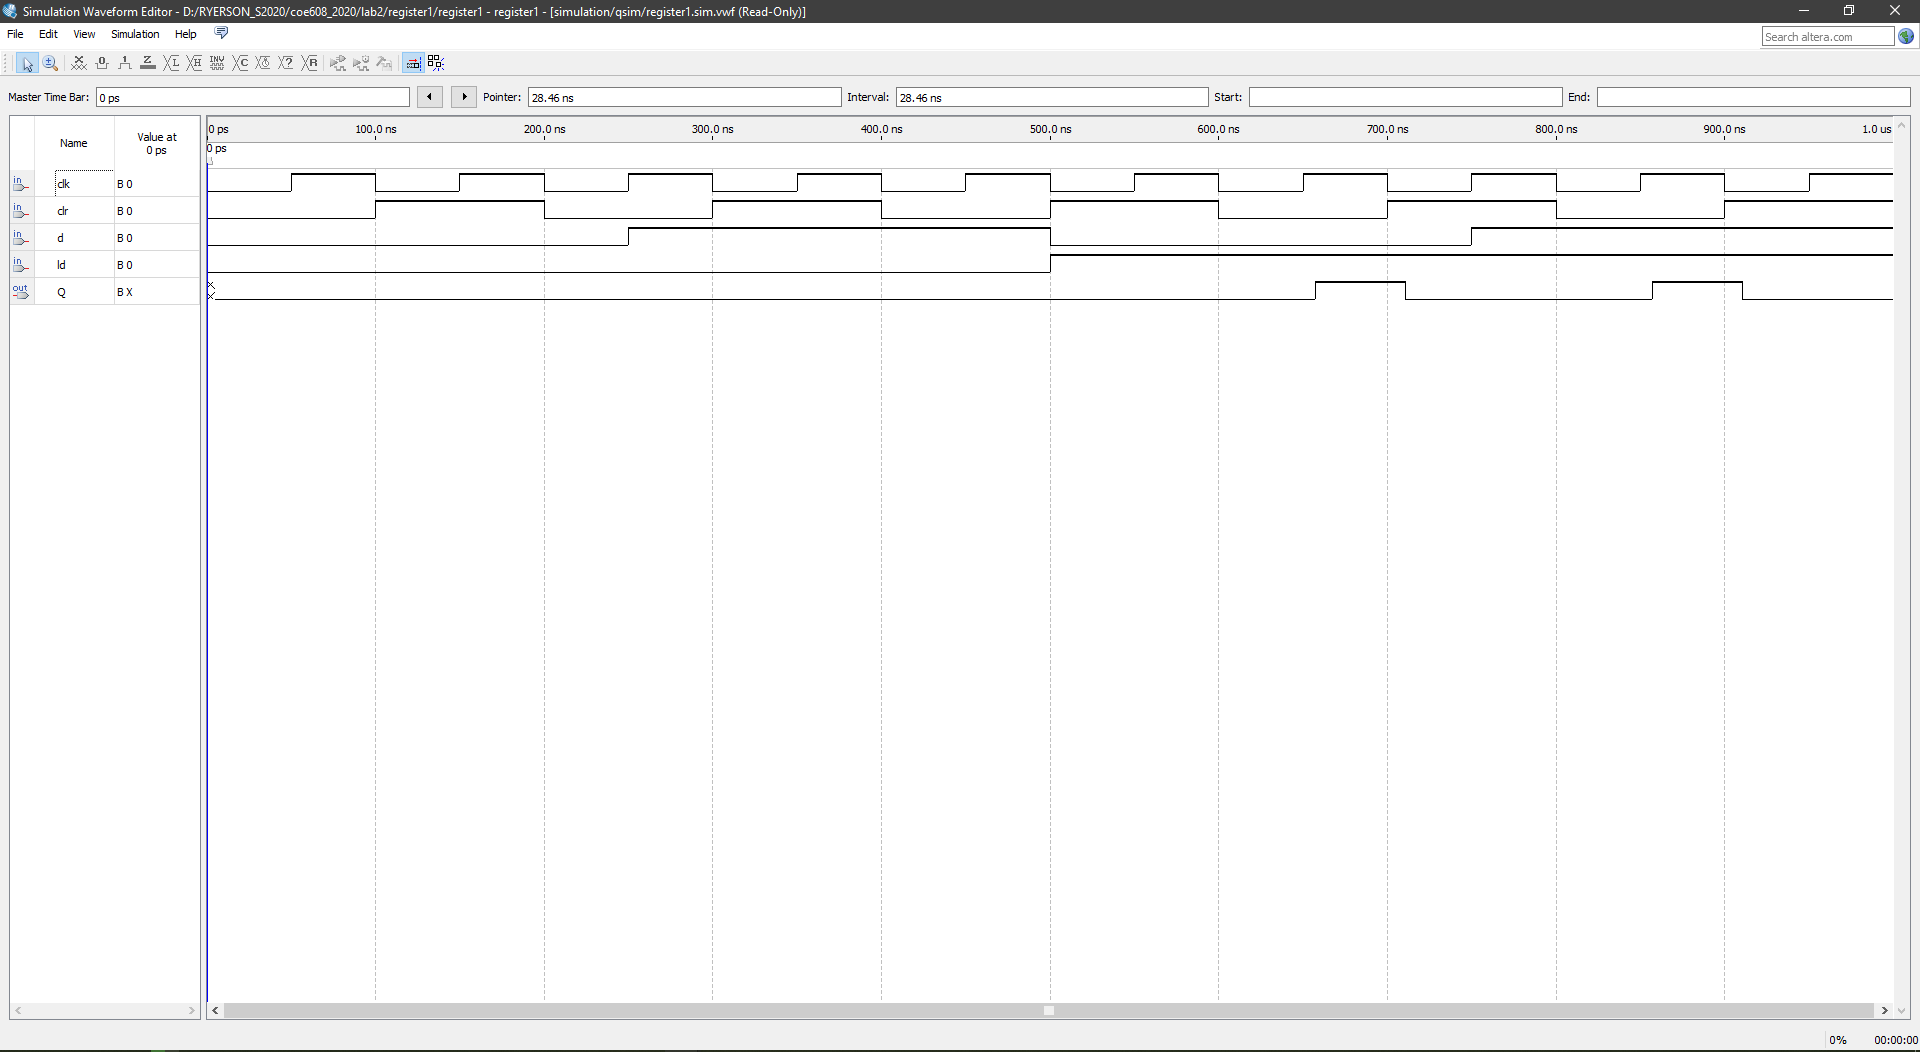 Simulation Waveform Editor - D:/RYERSON_S2020/coe608_2020/lab2/register1/register1 - register1 - [simulation/qsim/register1.sim.vwf (Read-Only)]
File Edit View Simulation Help
Search altera.com
Master Time Bar: 0 ps Pointer: 28.46 ns Interval: 28.46 ns Start: End:
Name Value at 0 ps
0 ps 100.0 ns 200.0 ns 300.0 ns 400.0 ns 500.0 ns 600.0 ns 700.0 ns 800.0 ns 900.0 ns 1.0 us
0 ps
in clk B 0
in clr B 0
in d B 0
in ld B 0
out Q B X
0% 00:00:00